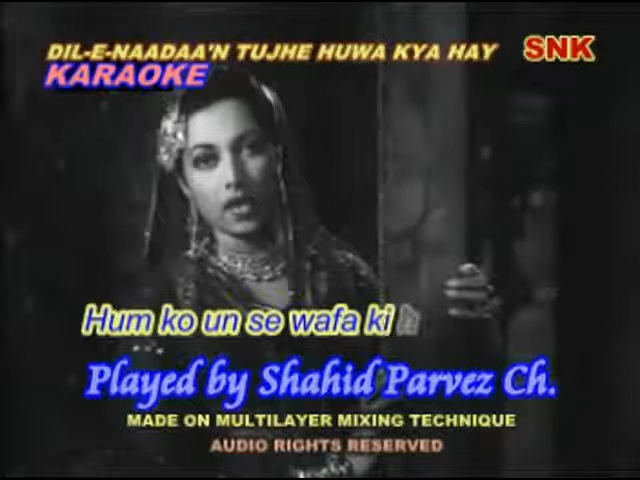 DIL-E-NAADAA'N TUJHE HUWA KYA HAY
SNK
KARAOKE
Hum ko un se wafa ki h
Played by Shahid Parvez Ch.
MADE ON MULTILAYER MIXING TECHNIQUE
AUDIO RIGHTS RESERVED